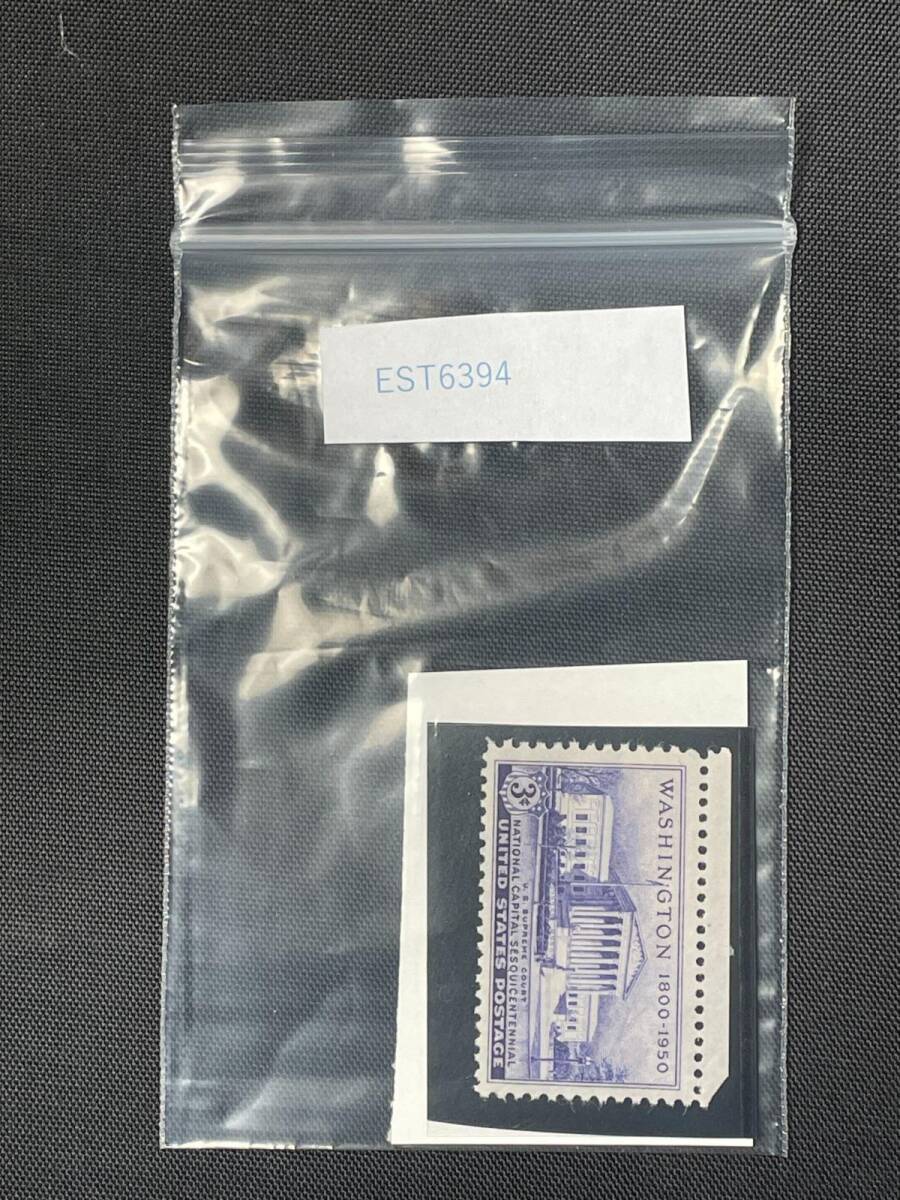 EST6394
WASHINGTON 1800-1950
U. S. SUPREME COURT
3¢ NATIONAL CAPITAL SESQUICENTENNIAL
UNITED STATES POSTAGE